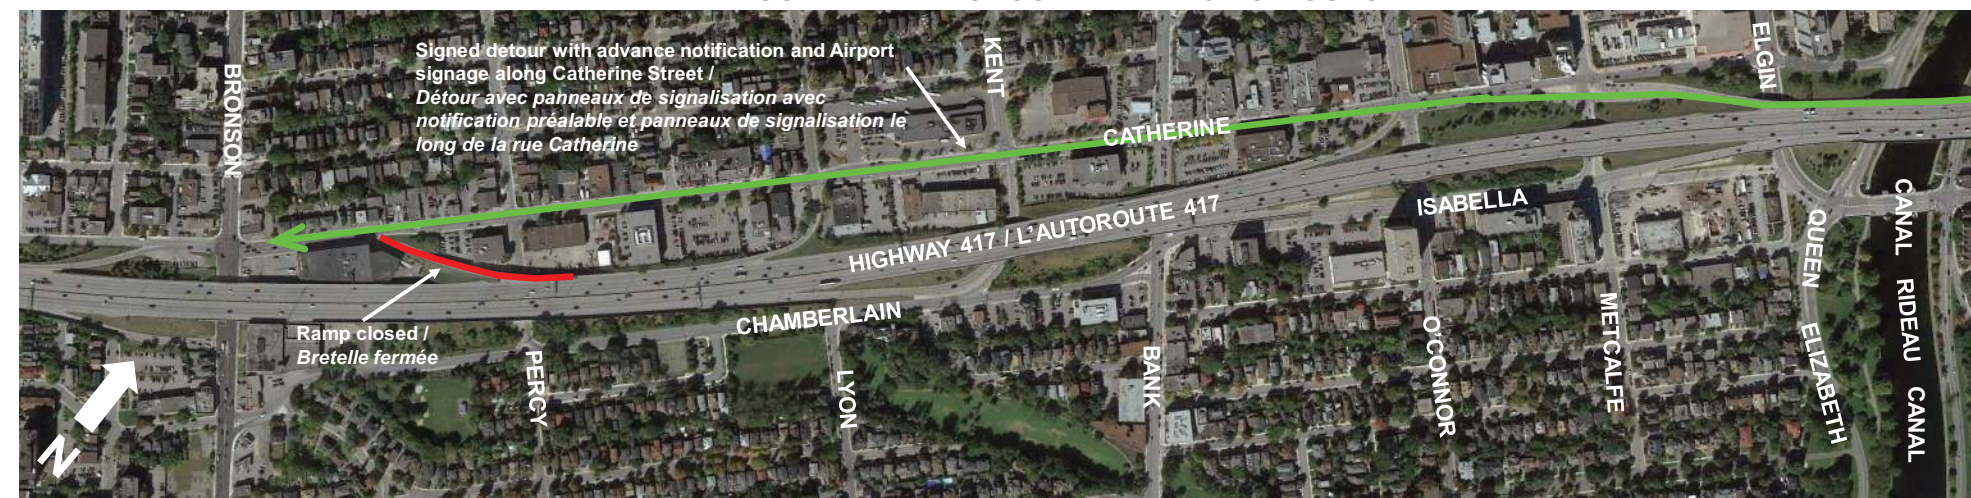 Signed detour with advance notification and Airport
signage along Catherine Street /
Détour avec panneaux de signalisation avec
notification préalable et panneaux de signalisation le
long de la rue Catherine
BRONSON
KENT
ELGIN
CATHERINE
ISABELLA
HIGHWAY 417 / L'AUTOROUTE 417
CHAMBERLAIN
Ramp closed /
Bretelle fermée
PERCY
LYON
BANK
O'CONNOR
METCALFE
QUEEN ELIZABETH
CANAL RIDEAU CANAL
N